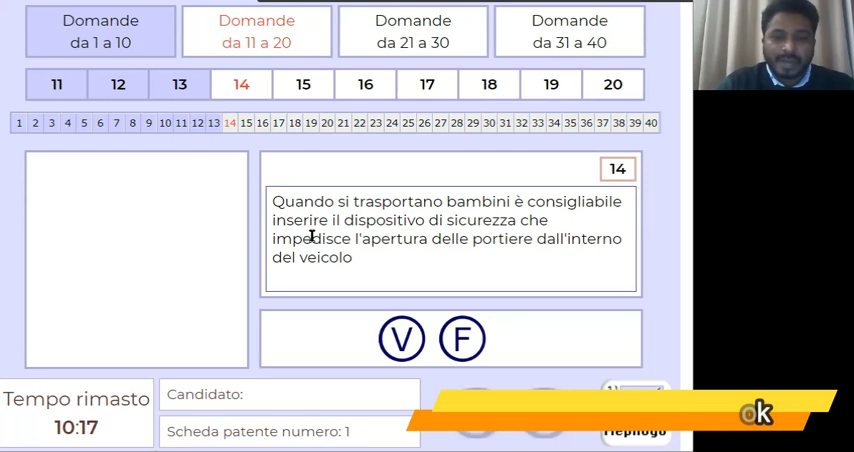 Domande
da 1 a 10
Domande
da 11 a 20
Domande
da 21 a 30
Domande
da 31 a 40
11 12 13 14 15 16 17 18 19 20
1 2 3 4 5 6 7 8 9 10 11 12 13 14 15 16 17 18 19 20 21 22 23 24 25 26 27 28 29 30 31 32 33 34 35 36 37 38 39 40
14
Quando si trasportano bambini è consigliabile
inserire il dispositivo di sicurezza che
impedisce l'apertura delle portiere dall'interno
del veicolo
V F
Tempo rimasto
10:17
Candidato:
Scheda patente numero: 1
ok